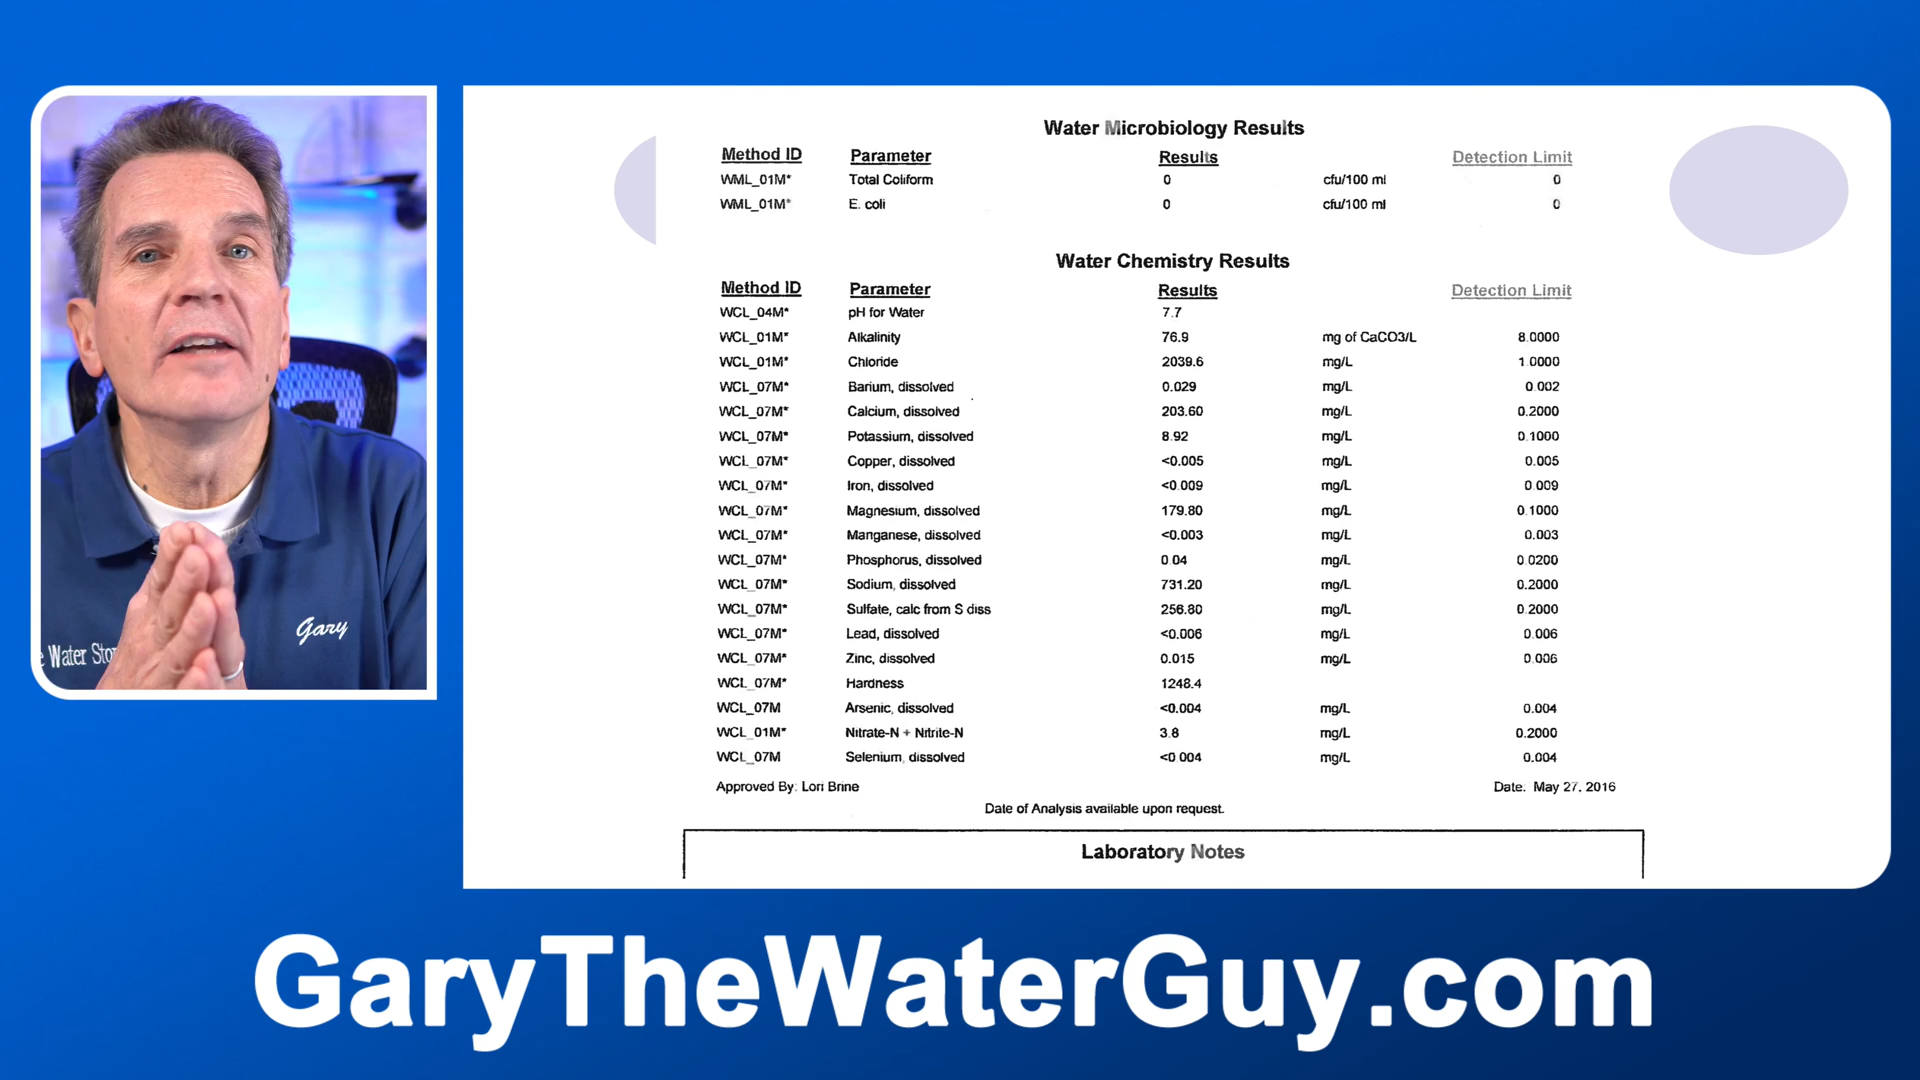 Water Microbiology Results
Method ID Parameter Results Detection Limit
WML_01M* Total Coliform 0 cfu/100 ml 0
WML_01M* E. coli 0 cfu/100 ml 0
Water Chemistry Results
Method ID Parameter Results Detection Limit
WCL_04M* pH for Water 7.7
WCL_01M* Alkalinity 76.9 mg of CaCO3/L 8.0000
WCL_01M* Chloride 2039.6 mg/L 1.0000
WCL_07M* Barium, dissolved 0.029 mg/L 0.002
WCL_07M* Calcium, dissolved 203.60 mg/L 0.2000
WCL_07M* Potassium, dissolved 8.92 mg/L 0.1000
WCL_07M* Copper, dissolved <0.005 mg/L 0.005
WCL_07M* Iron, dissolved <0.009 mg/L 0.009
WCL_07M* Magnesium, dissolved 179.80 mg/L 0.1000
WCL_07M* Manganese, dissolved <0.003 mg/L 0.003
WCL_07M* Phosphorus, dissolved 0.04 mg/L 0.0200
WCL_07M* Sodium, dissolved 731.20 mg/L 0.2000
WCL_07M* Sulfate, calc from S diss 256.80 mg/L 0.2000
WCL_07M* Lead, dissolved <0.006 mg/L 0.006
WCL_07M* Zinc, dissolved 0.015 mg/L 0.006
WCL_07M* Hardness 1248.4
WCL_07M Arsenic, dissolved <0.004 mg/L 0.004
WCL_01M* Nitrate-N + Nitrite-N 3.8 mg/L 0.2000
WCL_07M Selenium, dissolved <0.004 mg/L 0.004
Approved By: Lori Brine Date. May 27, 2016
Date of Analysis available upon request.
Laboratory Notes
Gary
e Water Sto
GaryTheWaterGuy.com